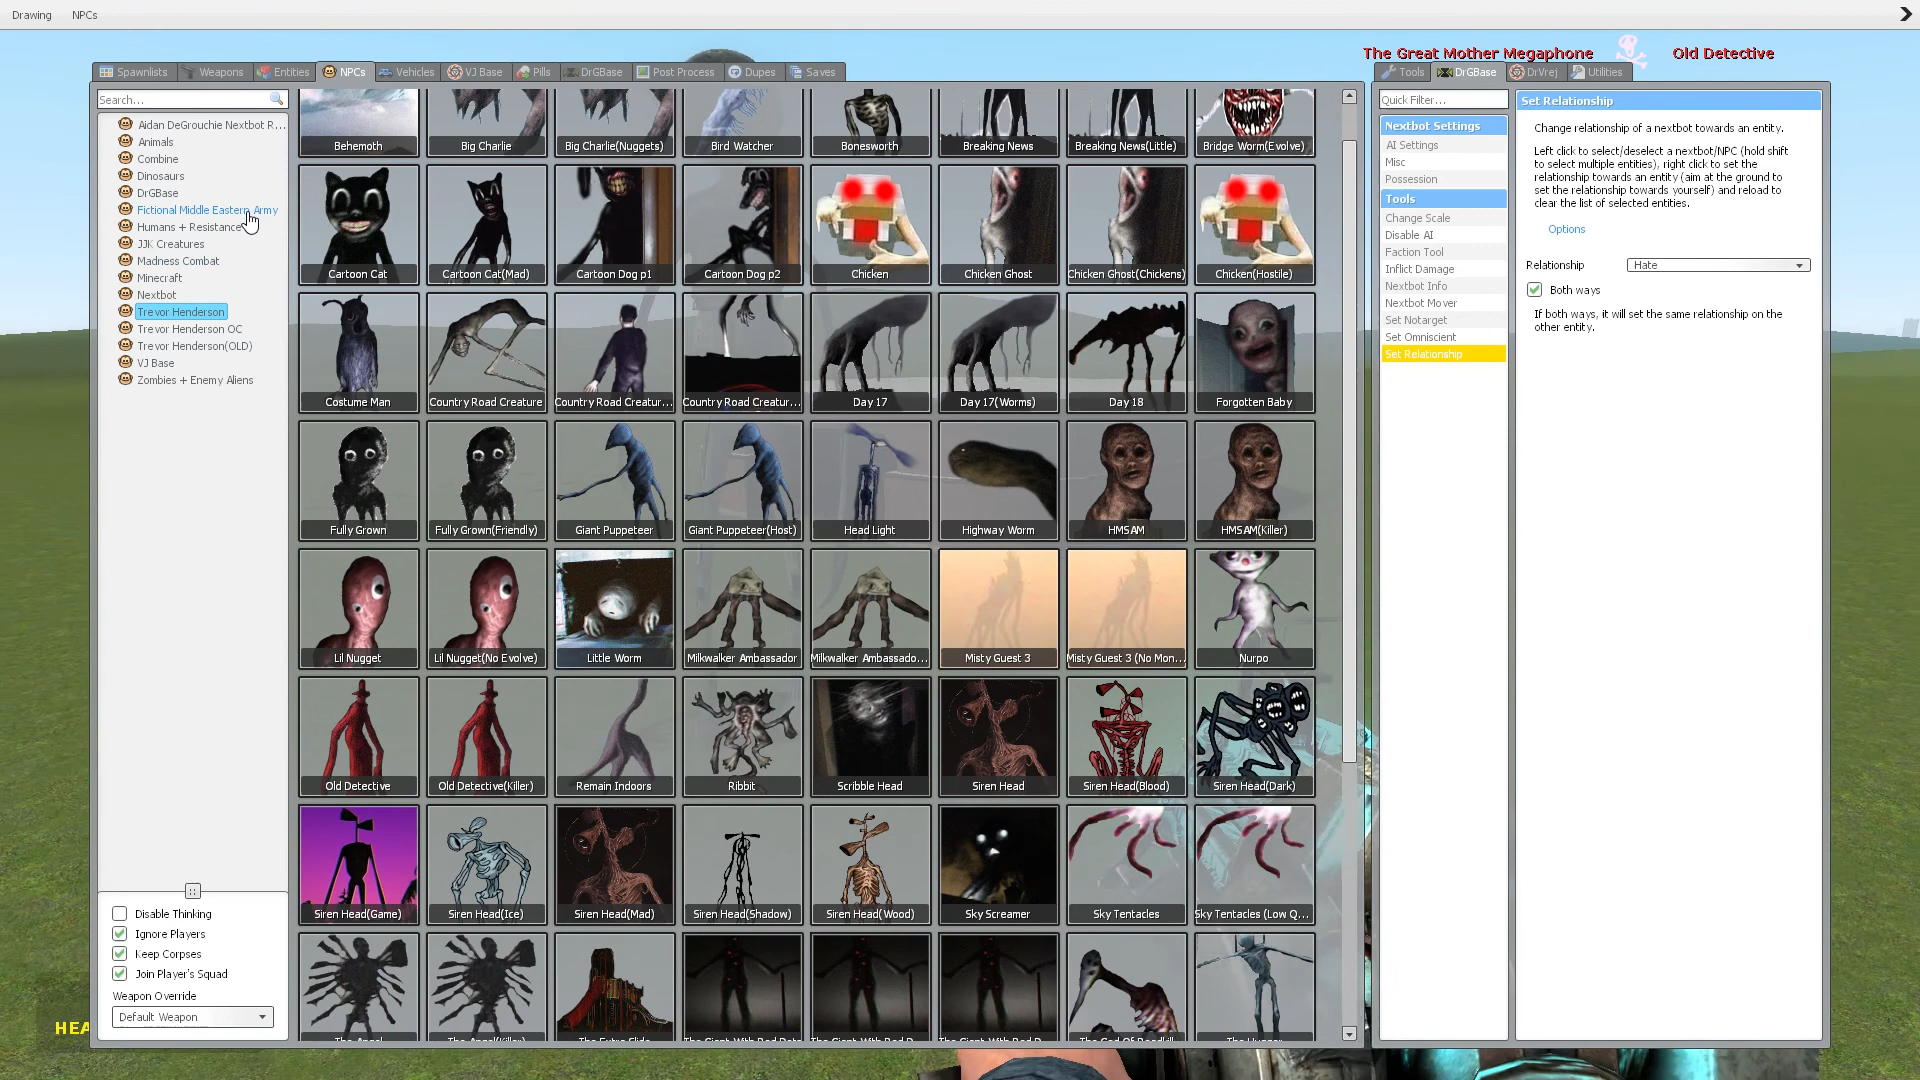 Drawing NPCs
The Great Mother Megaphone Old Detective
Spawnlists Weapons Entities NPCs Vehicles VJ Base Pills DrGBase Post Process Dupes Saves
Tools DrGBase DrVrej Utilities
Search...
Aidan DeGrouchie Nextbot R...
Animals
Combine
Dinosaurs
DrGBase
Fictional Middle Eastern Army
Humans + Resistance
JJK Creatures
Madness Combat
Minecraft
Nextbot
Trevor Henderson
Trevor Henderson OC
Trevor Henderson(OLD)
VJ Base
Zombies + Enemy Aliens
Disable Thinking
Ignore Players
Keep Corpses
Join Player's Squad
Weapon Override
Default Weapon
HEA
Behemoth Big Charlie Big Charlie(Nuggets) Bird Watcher Bonesworth Breaking News Breaking News(Little) Bridge Worm(Evolve)
Cartoon Cat Cartoon Cat(Mad) Cartoon Dog p1 Cartoon Dog p2 Chicken Chicken Ghost Chicken Ghost(Chickens) Chicken(Hostile)
Costume Man Country Road Creature Country Road Creatur... Country Road Creatur... Day 17 Day 17(Worms) Day 18 Forgotten Baby
Fully Grown Fully Grown(Friendly) Giant Puppeteer Giant Puppeteer(Host) Head Light Highway Worm HMSAM HMSAM(Killer)
Lil Nugget Lil Nugget(No Evolve) Little Worm Milkwalker Ambassador Milkwalker Ambassado... Misty Guest 3 Misty Guest 3 (No Mon... Nurpo
Old Detective Old Detective(Killer) Remain Indoors Ribbit Scribble Head Siren Head Siren Head(Blood) Siren Head(Dark)
Siren Head(Game) Siren Head(Ice) Siren Head(Mad) Siren Head(Shadow) Siren Head(Wood) Sky Screamer Sky Tentacles Sky Tentacles (Low Q...
Quick Filter...
Nextbot Settings
AI Settings
Misc
Possession
Tools
Change Scale
Disable AI
Faction Tool
Inflict Damage
Nextbot Info
Nextbot Mover
Set Notarget
Set Omniscient
Set Relationship
Set Relationship
Change relationship of a nextbot towards an entity.
Left click to select/deselect a nextbot/NPC (hold shift
to select multiple entities), right click to set the
relationship towards an entity (aim at the ground to
set the relationship towards yourself) and reload to
clear the list of selected entities.
Options
Relationship Hate
Both ways
If both ways, it will set the same relationship on the
other entity.